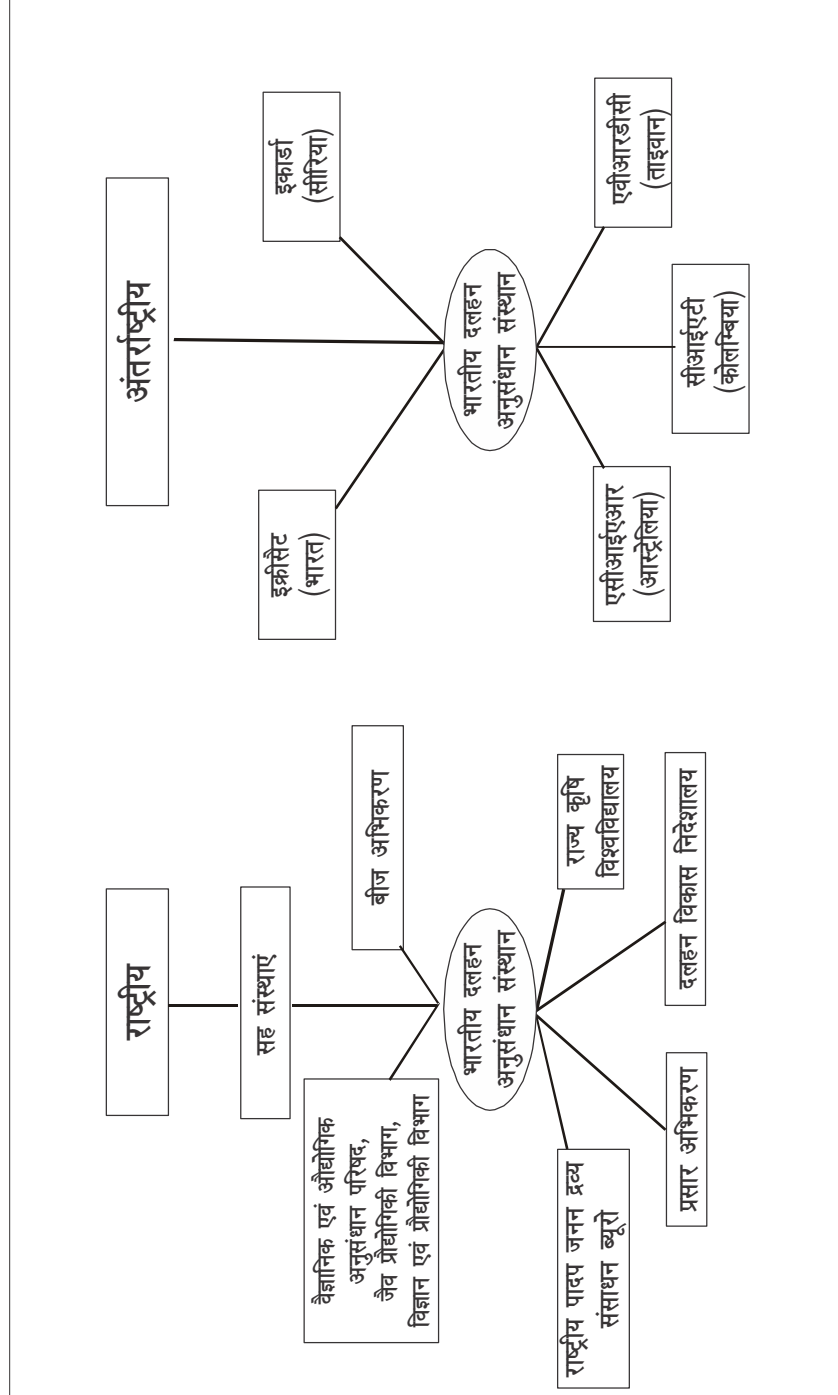 राष्ट्रीय
सह संस्थाएं
वैज्ञानिक एवं औद्योगिक
अनुसंधान परिषद,
जैव प्रौद्योगिकी विभाग,
विज्ञान एवं प्रौद्योगिकी विभाग
बीज अभिकरण
भारतीय दलहन
अनुसंधान संस्थान
राष्ट्रीय पादप जनन द्रव्य
संसाधन ब्यूरो
राज्य कृषि
विश्वविद्यालय
प्रसार अभिकरण
दलहन विकास निदेशालय
अंतर्राष्ट्रीय
इक्रीसैट
(भारत)
इकार्डा
(सीरिया)
भारतीय दलहन
अनुसंधान संस्थान
एसीआईएआर
(आस्ट्रेलिया)
एवीआरडीसी
(ताइवान)
सीआईएटी
(कोलम्बिया)